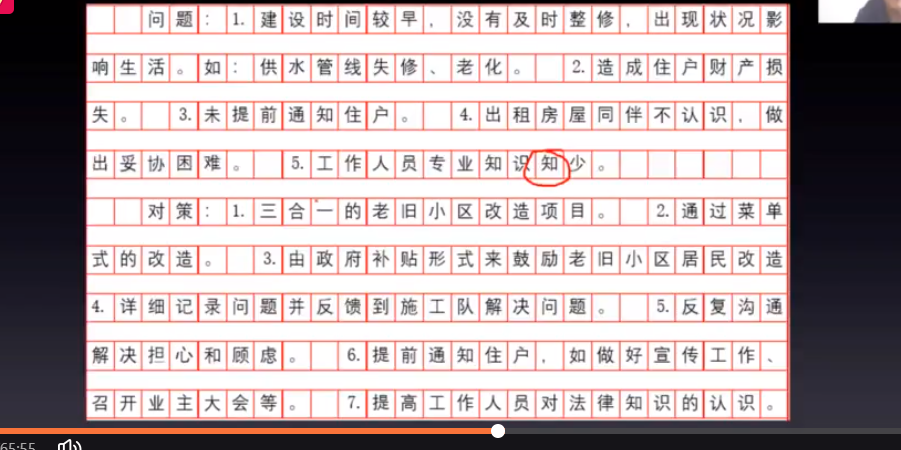 问题：1.建设时间较早，没有及时整修，出现状况影
响生活。如：供水管线失修、老化。 2.造成住户财产损
失。 3.未提前通知住户。 4.出租房屋同伴不认识，做
出妥协困难。 5.工作人员专业知识知少。
对策：1.三合一的老旧小区改造项目。 2.通过菜单
式的改造。 3.由政府补贴形式来鼓励老旧小区居民改造
4.详细记录问题并反馈到施工队解决问题。 5.反复沟通
解决担心和顾虑。 6.提前通知住户，如做好宣传工作、
召开业主大会等。 7.提高工作人员对法律知识的认识。
65:55